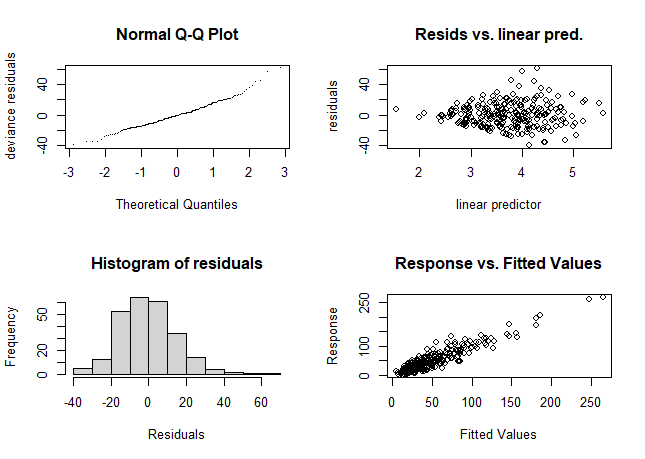 Normal Q-Q Plot
deviance residuals
-40 0 40
-3 -2 -1 0 1 2 3
Theoretical Quantiles
Resids vs. linear pred.
residuals
-40 0 40
2 3 4 5
linear predictor
Histogram of residuals
Frequency
0 20 50
-40 -20 0 20 40 60
Residuals
Response vs. Fitted Values
Response
0 100 250
0 50 100 150 200 250
Fitted Values